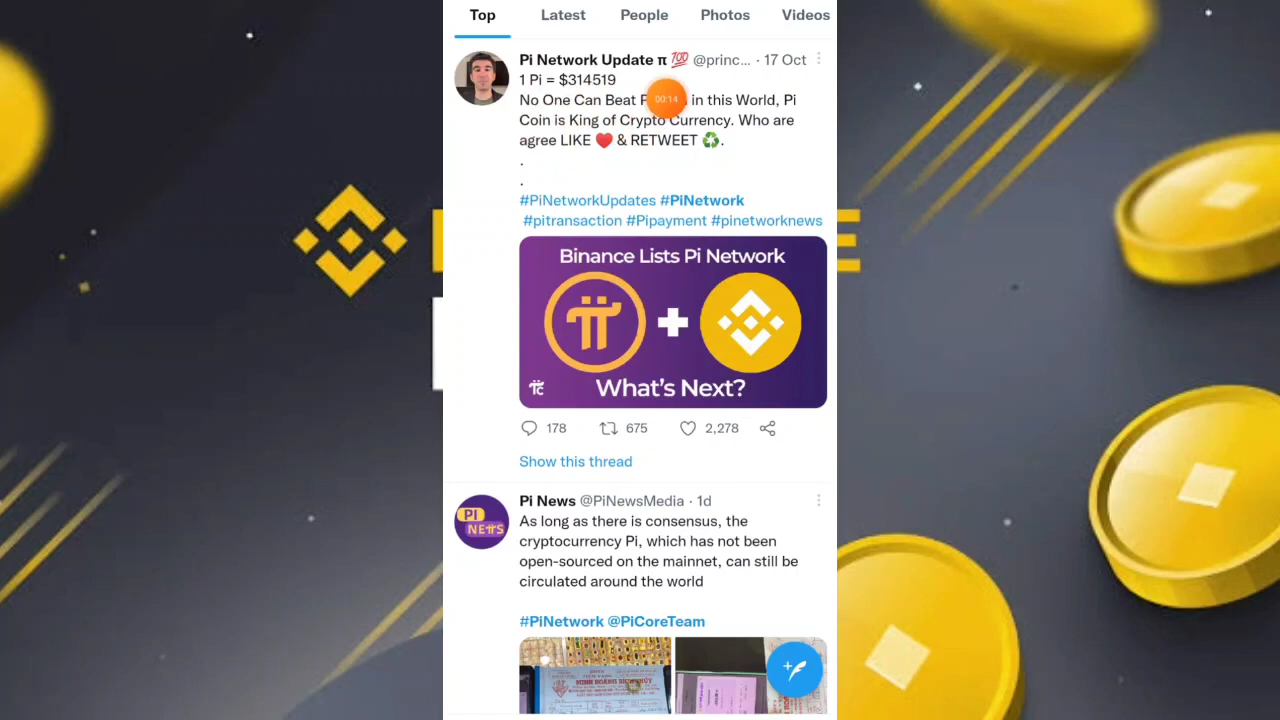 Top Latest People Photos Videos
Pi Network Update π 💯 @princ... · 17 Oct
1 Pi = $314519
00:14
No One Can Beat in this World, Pi
Coin is King of Crypto Currency. Who are
agree LIKE ❤️ & RETWEET ♻️.
.
.
#PiNetworkUpdates #PiNetwork
#pitransaction #Pipayment #pinetworknews
Binance Lists Pi Network
What's Next?
178 675 2,278
Show this thread
Pi News @PiNewsMedia · 1d
PI
NEWS
As long as there is consensus, the
cryptocurrency Pi, which has not been
open-sourced on the mainnet, can still be
circulated around the world
#PiNetwork @PiCoreTeam
E